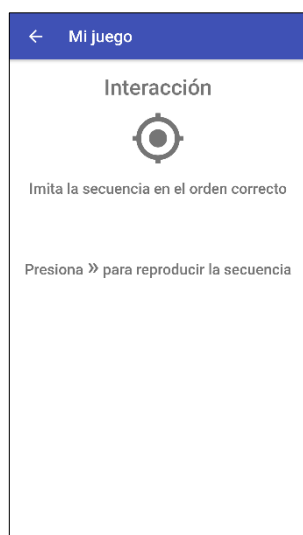 Mi juego
Interacción
Imita la secuencia en el orden correcto
Presiona » para reproducir la secuencia